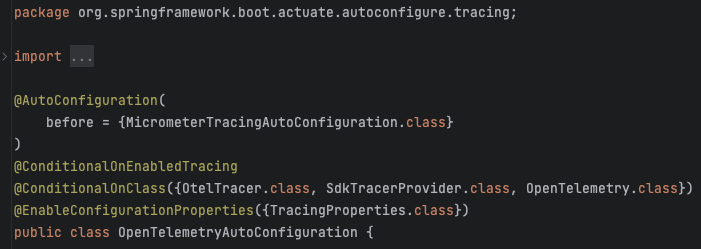 package org.springframework.boot.actuate.autoconfigure.tracing;
import ...
@AutoConfiguration(
    before = {MicrometerTracingAutoConfiguration.class}
)
@ConditionalOnEnabledTracing
@ConditionalOnClass({OtelTracer.class, SdkTracerProvider.class, OpenTelemetry.class})
@EnableConfigurationProperties({TracingProperties.class})
public class OpenTelemetryAutoConfiguration {